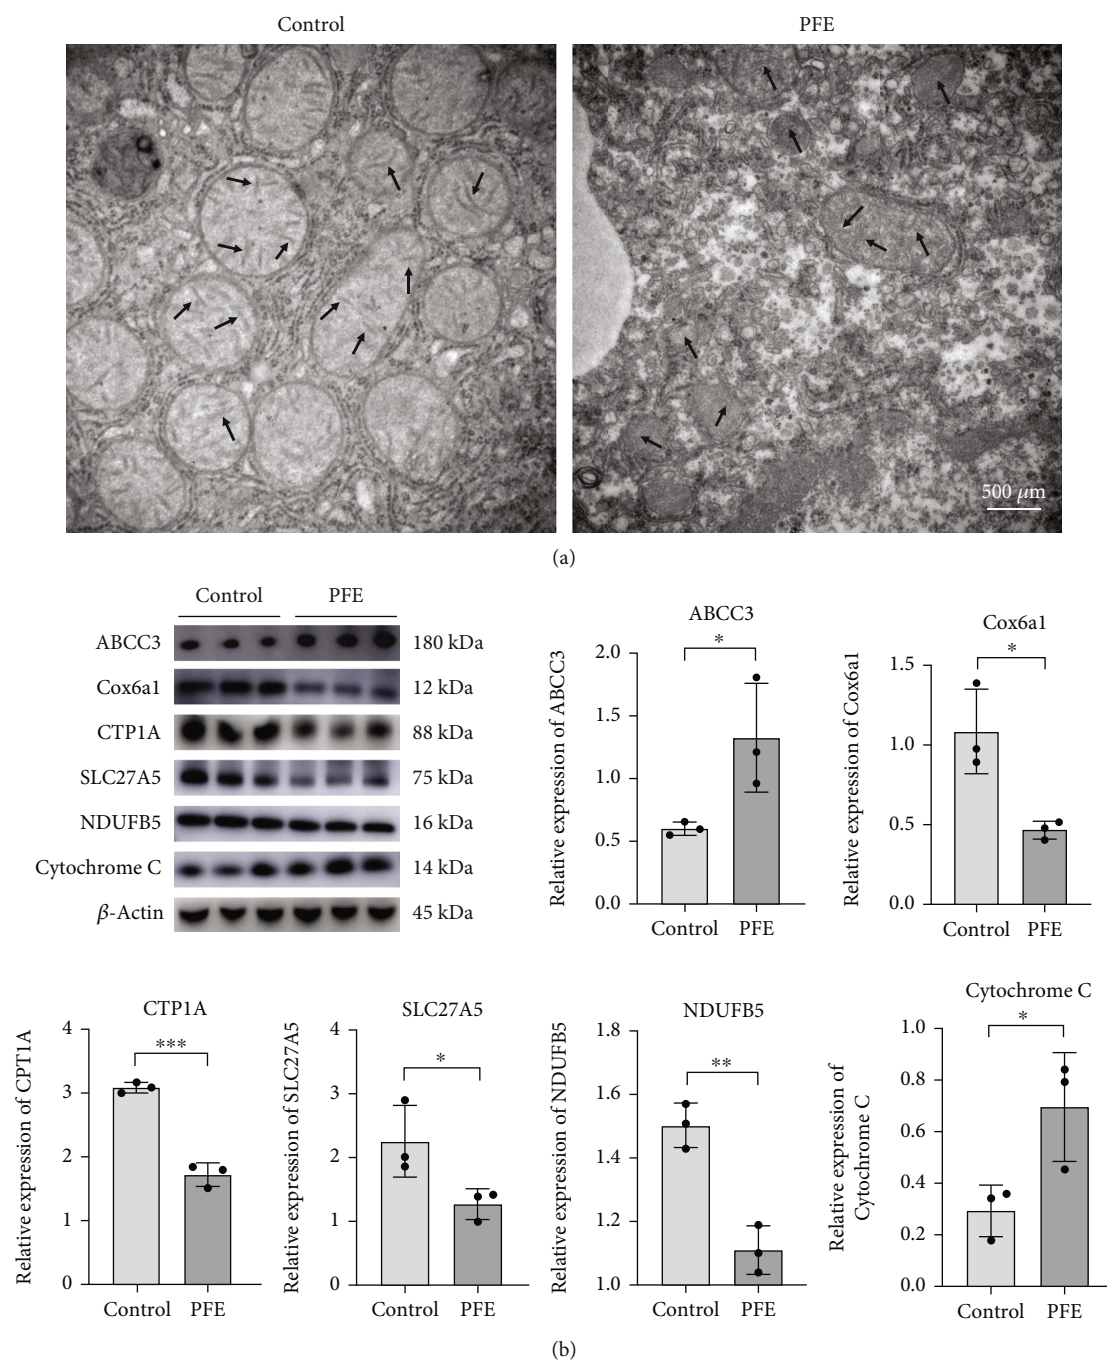 Control
PFE
500 μm
(a)
Control
PFE
ABCC3
180 kDa
Cox6a1
12 kDa
CTP1A
88 kDa
SLC27A5
75 kDa
NDUFB5
16 kDa
Cytochrome C
14 kDa
β-Actin
45 kDa
ABCC3
*
Relative expression of ABCC3
2.0
1.5
1.0
0.5
0.0
Control
PFE
Cox6a1
*
Relative expression of Cox6a1
1.5
1.0
0.5
0.0
Control
PFE
CTP1A
***
Relative expression of CPT1A
4
3
2
1
0
Control
PFE
SLC27A5
*
Relative expression of SLC27A5
4
3
2
1
0
Control
PFE
NDUFB5
**
Relative expression of NDUFB5
1.8
1.6
1.4
1.2
1.0
Control
PFE
Cytochrome C
*
Relative expression of
Cytochrome C
1.0
0.8
0.6
0.4
0.2
0.0
Control
PFE
(b)